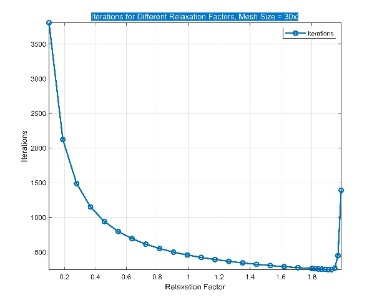 Iterations for Different Relaxation Factors, Mesh Size = 30x
Iterations
3500
3000
2500
2000
1500
1000
500
Iterations
0.2 0.4 0.6 0.8 1 1.2 1.4 1.6 1.8
Relaxation Factor